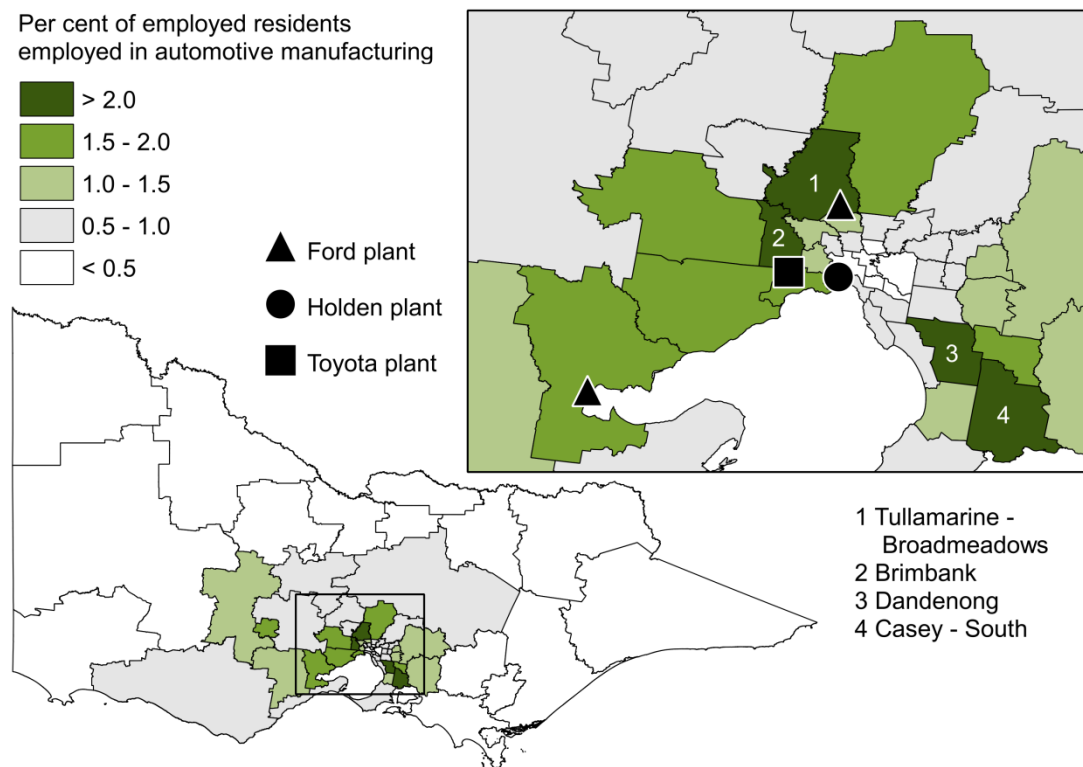 Per cent of employed residents
employed in automotive manufacturing
> 2.0
1.5 - 2.0
1.0 - 1.5
0.5 - 1.0
< 0.5
Ford plant
Holden plant
Toyota plant
1
2
3
4
1 Tullamarine -
Broadmeadows
2 Brimbank
3 Dandenong
4 Casey - South